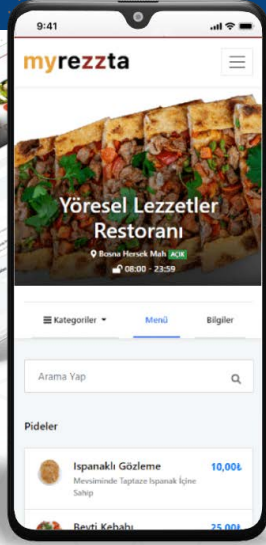 9:41
myrezzta
Yöresel Lezzetler
Restoranı
Bosna Hersek Mah AÇIK
08:00 - 23:59
Kategoriler Menü Bilgiler
Arama Yap
Pideler
Ispanaklı Gözleme 10,00₺
Mevsiminde Taptaze Ispanak İçine
Sahip
Beyti Kebabı 25,00₺